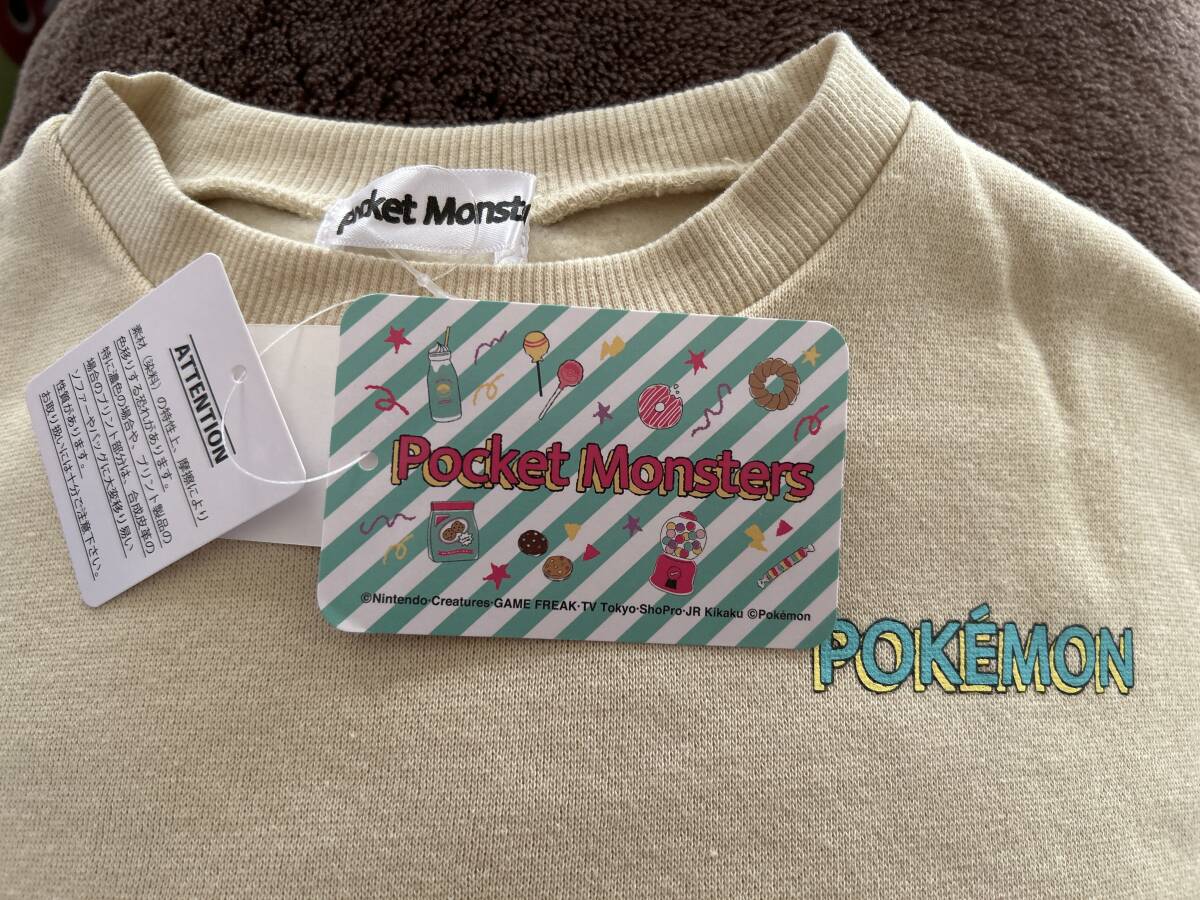 Pocket Monste
ATTENTION
素材（染料）の特性上、摩擦により
色移りする恐れがあります。
特に濃色の場合や、プリント製品の
場合のプリント部分は、合成皮革の
ソファーやバッグに大変移り易い
性質があります。
お取り扱いには十分ご注意下さい。
Pocket Monsters
©Nintendo·Creatures·GAME FREAK·TV Tokyo·ShoPro·JR Kikaku ©Pokémon
POKÉMON